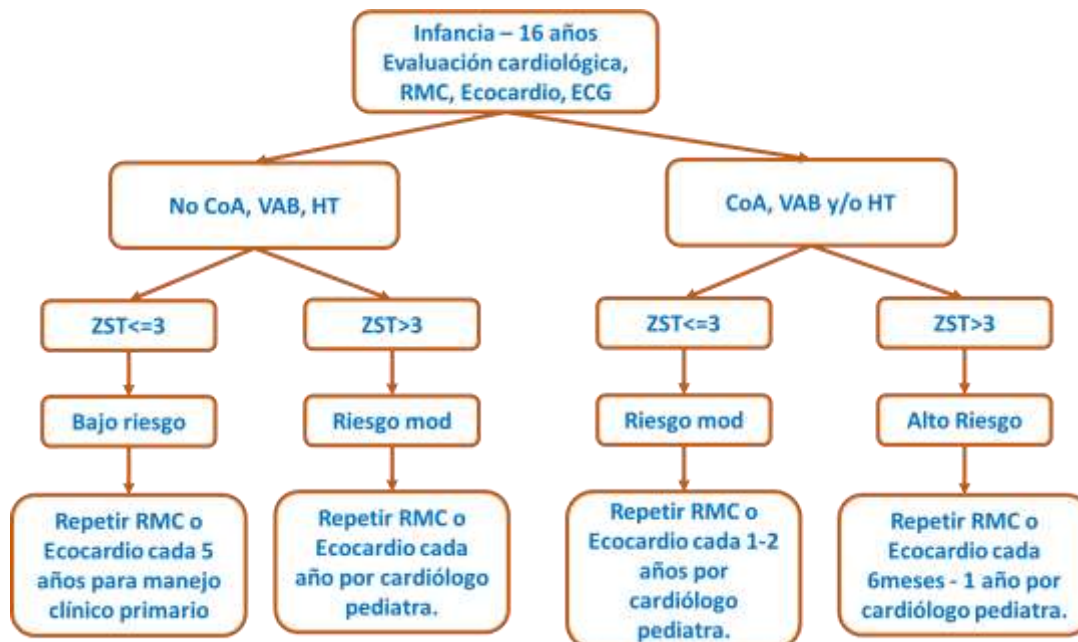 Infancia – 16 años
Evaluación cardiológica,
RMC, Ecocardio, ECG
No CoA, VAB, HT
CoA, VAB y/o HT
ZST<=3
ZST>3
ZST<=3
ZST>3
Bajo riesgo
Riesgo mod
Riesgo mod
Alto Riesgo
Repetir RMC o
Ecocardio cada 5
años para manejo
clínico primario
Repetir RMC o
Ecocardio cada
año por cardiólogo
pediatra.
Repetir RMC o
Ecocardio cada 1-2
años por
cardiólogo
pediatra.
Repetir RMC o
Ecocardio cada
6meses - 1 año por
cardiólogo pediatra.